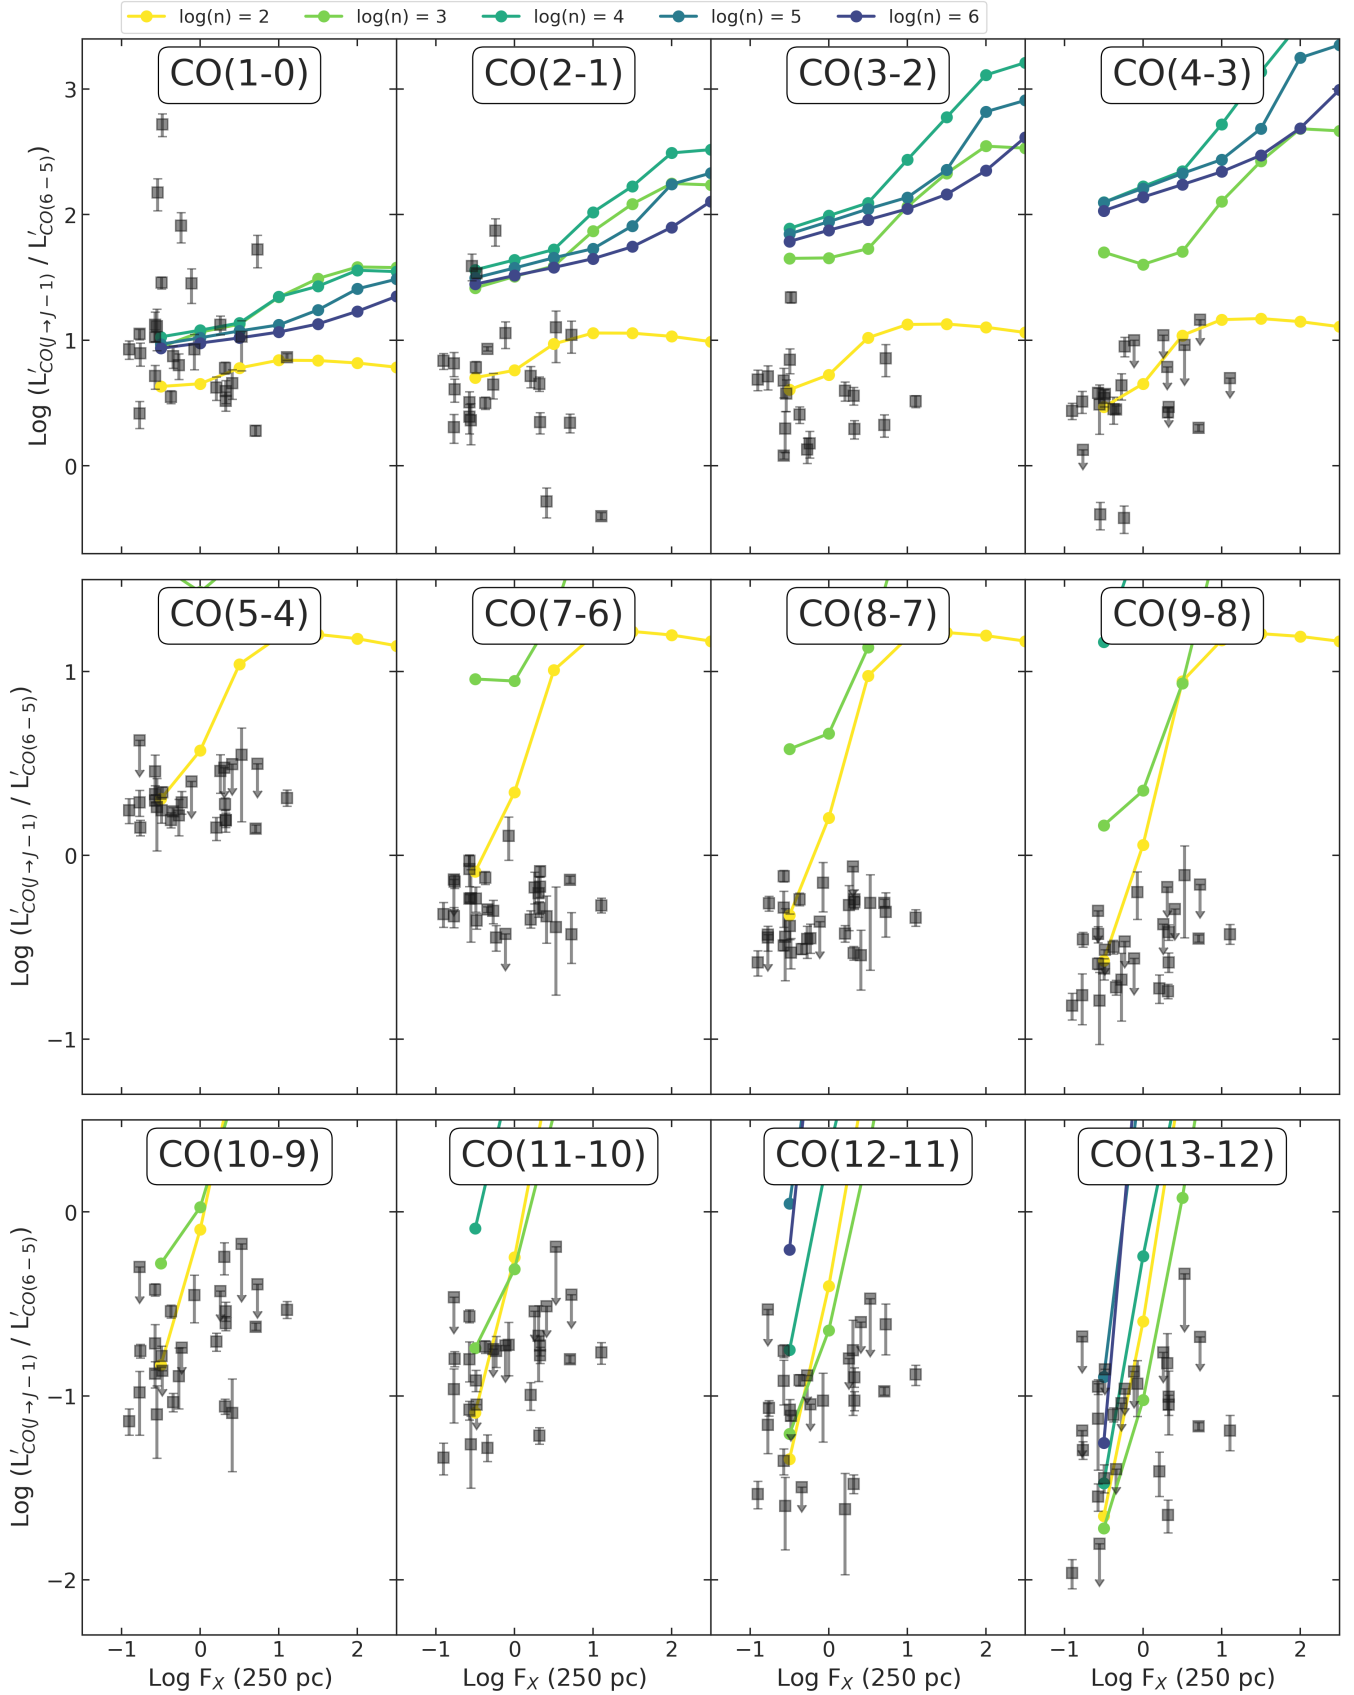 log(n) = 2 log(n) = 3 log(n) = 4 log(n) = 5 log(n) = 6
CO(1-0) CO(2-1) CO(3-2) CO(4-3)
3
2
1
0
Log (L′CO(J→J−1) / L′CO(6−5))
CO(5-4) CO(7-6) CO(8-7) CO(9-8)
1
0
−1
Log (L′CO(J→J−1) / L′CO(6−5))
CO(10-9) CO(11-10) CO(12-11) CO(13-12)
0
−1
−2
Log (L′CO(J→J−1) / L′CO(6−5))
−1 0 1 2 −1 0 1 2 −1 0 1 2 −1 0 1 2
Log FX (250 pc) Log FX (250 pc) Log FX (250 pc) Log FX (250 pc)